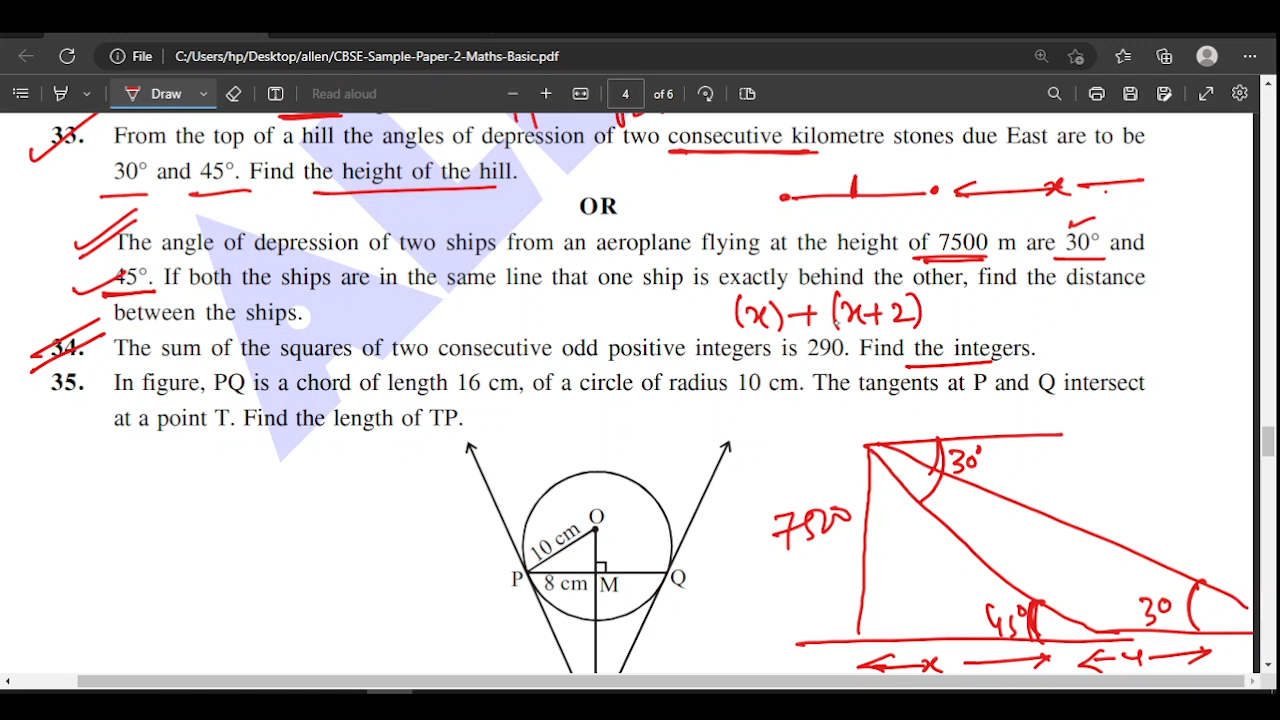 File C:/Users/hp/Desktop/allen/CBSE-Sample-Paper-2-Maths-Basic.pdf
Draw Read aloud 4 of 6
33. From the top of a hill the angles of depression of two consecutive kilometre stones due East are to be
30° and 45°. Find the height of the hill.
x
OR
The angle of depression of two ships from an aeroplane flying at the height of 7500 m are 30° and
45°. If both the ships are in the same line that one ship is exactly behind the other, find the distance
between the ships.
(x) + (x+2)
34. The sum of the squares of two consecutive odd positive integers is 290. Find the integers.
35. In figure, PQ is a chord of length 16 cm, of a circle of radius 10 cm. The tangents at P and Q intersect
at a point T. Find the length of TP.
30°
O
10 cm
7500
P 8 cm M Q
45° 30
x y